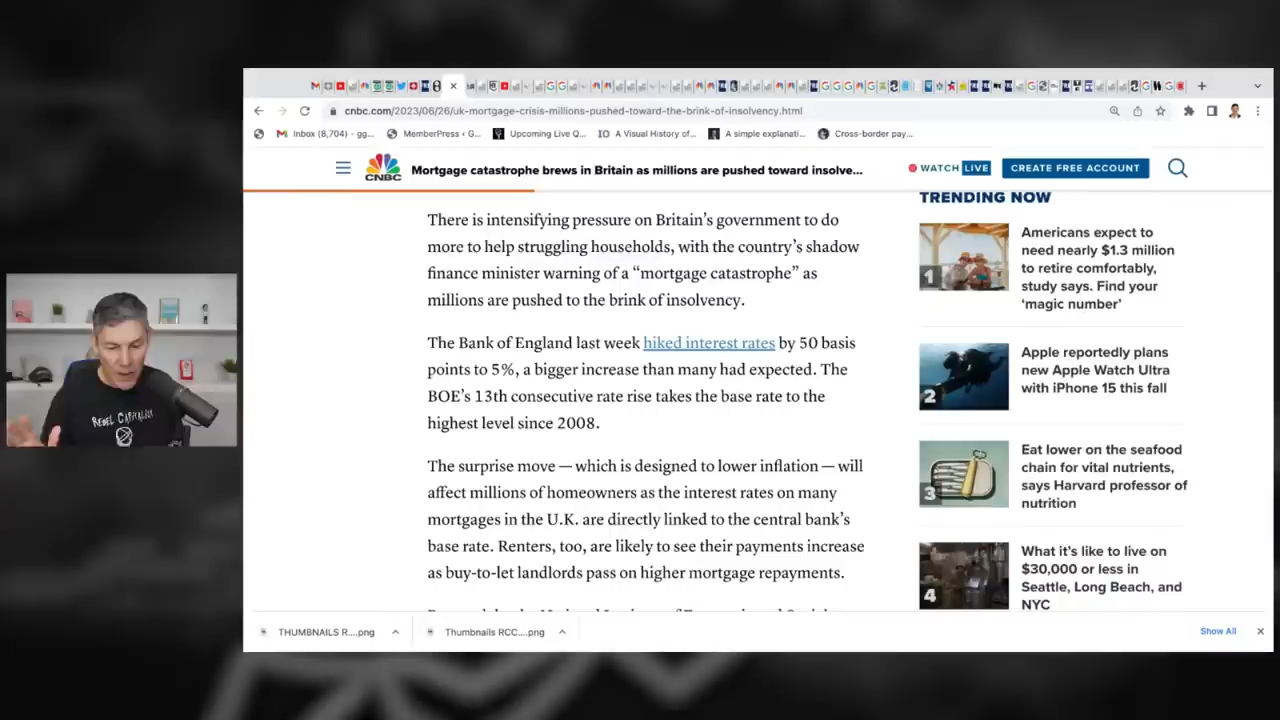 cnbc.com/2023/06/26/uk-mortgage-crisis-millions-pushed-toward-the-brink-of-insolvency.html
Inbox (8,704) - gg...
MemberPress ‹ G...
Upcoming Live Q...
A Visual History of...
A simple explanati...
Cross-border pay...
CNBC
Mortgage catastrophe brews in Britain as millions are pushed toward insolve...
WATCH LIVE
CREATE FREE ACCOUNT
There is intensifying pressure on Britain’s government to do
more to help struggling households, with the country’s shadow
finance minister warning of a “mortgage catastrophe” as
millions are pushed to the brink of insolvency.
The Bank of England last week hiked interest rates by 50 basis
points to 5%, a bigger increase than many had expected. The
BOE’s 13th consecutive rate rise takes the base rate to the
highest level since 2008.
The surprise move — which is designed to lower inflation — will
affect millions of homeowners as the interest rates on many
mortgages in the U.K. are directly linked to the central bank’s
base rate. Renters, too, are likely to see their payments increase
as buy-to-let landlords pass on higher mortgage repayments.
TRENDING NOW
1
Americans expect to
need nearly $1.3 million
to retire comfortably,
study says. Find your
‘magic number’
2
Apple reportedly plans
new Apple Watch Ultra
with iPhone 15 this fall
3
Eat lower on the seafood
chain for vital nutrients,
says Harvard professor of
nutrition
4
What it’s like to live on
$30,000 or less in
Seattle, Long Beach, and
NYC
THUMBNAILS R....png
Thumbnails RCC....png
Show All
REBEL CAPITALIST